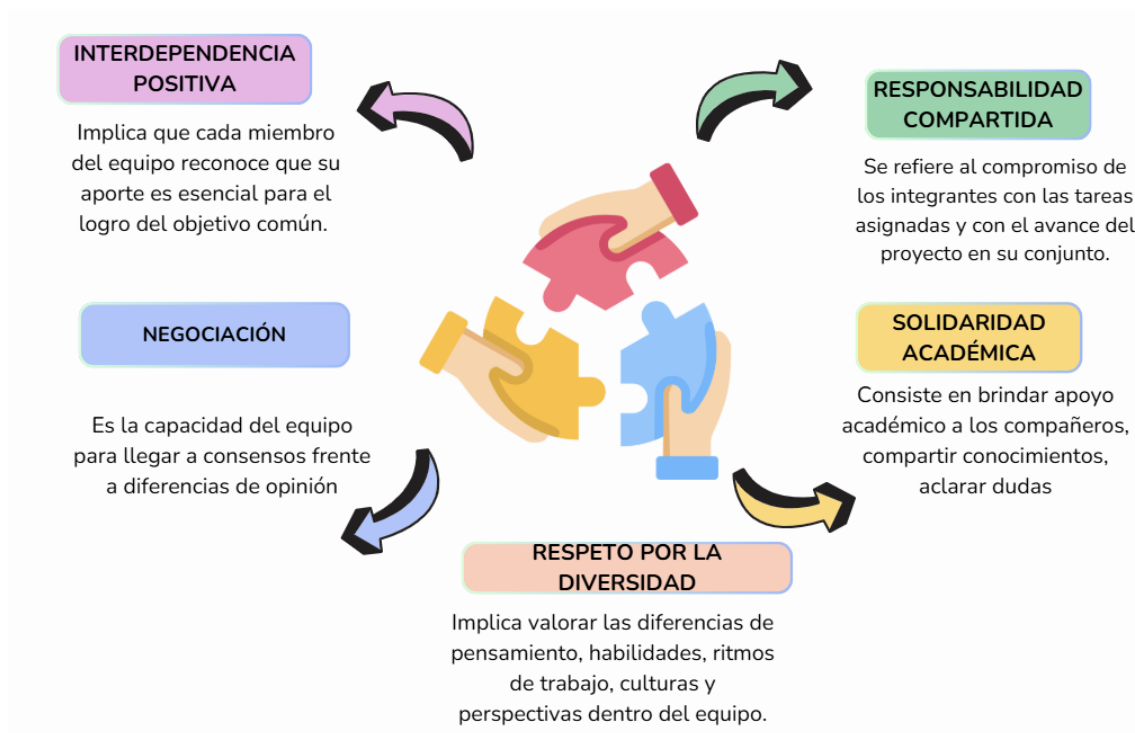 INTERDEPENDENCIA
POSITIVA
Implica que cada miembro
del equipo reconoce que su
aporte es esencial para el
logro del objetivo común.
RESPONSABILIDAD
COMPARTIDA
Se refiere al compromiso de
los integrantes con las tareas
asignadas y con el avance del
proyecto en su conjunto.
NEGOCIACIÓN
Es la capacidad del equipo
para llegar a consensos frente
a diferencias de opinión
SOLIDARIDAD
ACADÉMICA
Consiste en brindar apoyo
académico a los compañeros,
compartir conocimientos,
aclarar dudas
RESPETO POR LA
DIVERSIDAD
Implica valorar las diferencias de
pensamiento, habilidades, ritmos
de trabajo, culturas y
perspectivas dentro del equipo.